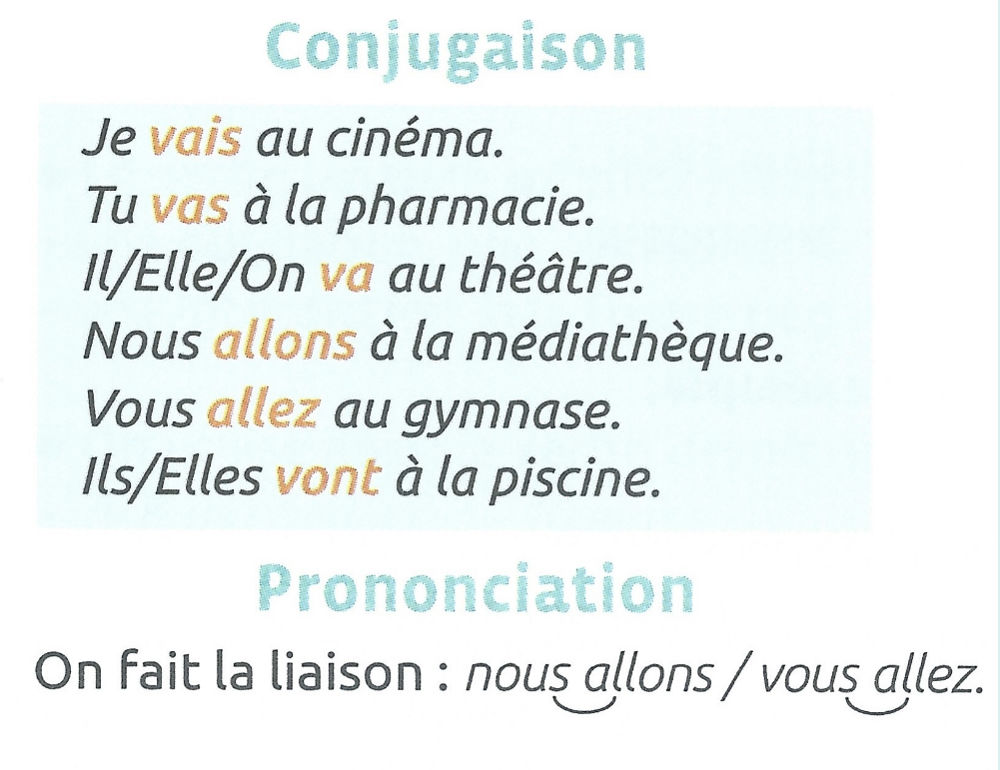 Conjugaison
Je vais au cinéma.
Tu vas à la pharmacie.
Il/Elle/On va au théâtre.
Nous allons à la médiathèque.
Vous allez au gymnase.
Ils/Elles vont à la piscine.
Prononciation
On fait la liaison : nous allons / vous allez.